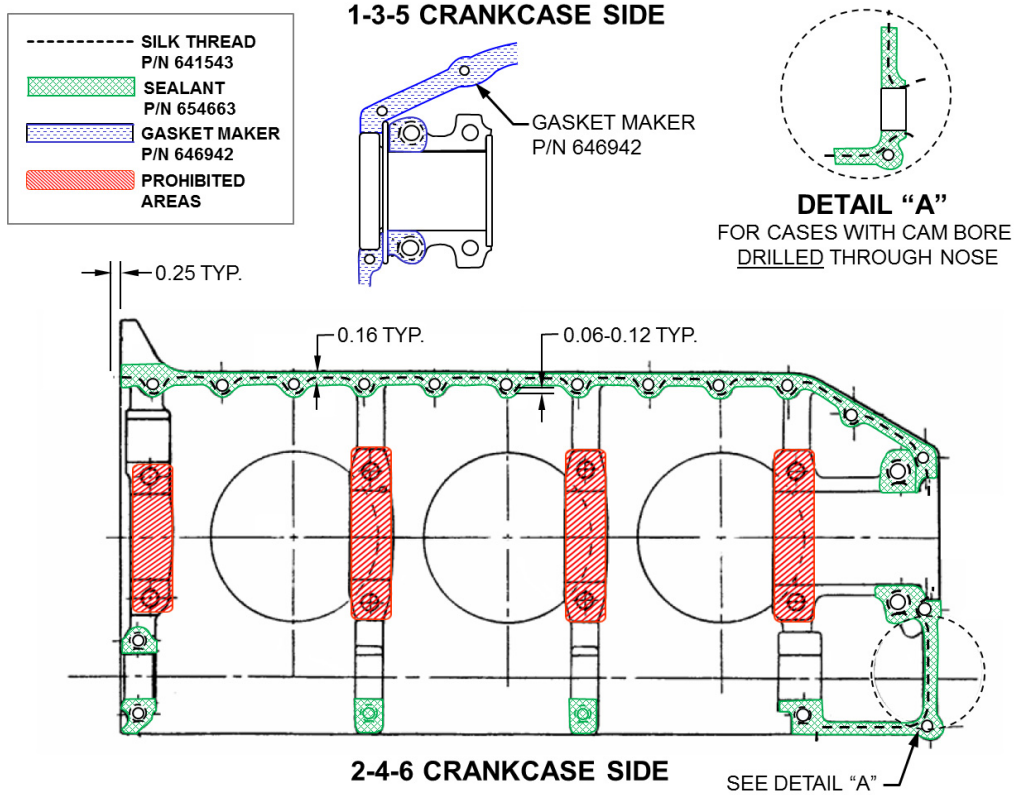 1-3-5 CRANKCASE SIDE
SILK THREAD
P/N 641543
SEALANT
P/N 654663
GASKET MAKER
P/N 646942
PROHIBITED
AREAS
GASKET MAKER
P/N 646942
DETAIL “A”
FOR CASES WITH CAM BORE
DRILLED THROUGH NOSE
0.25 TYP.
0.16 TYP.
0.06-0.12 TYP.
2-4-6 CRANKCASE SIDE
SEE DETAIL “A”